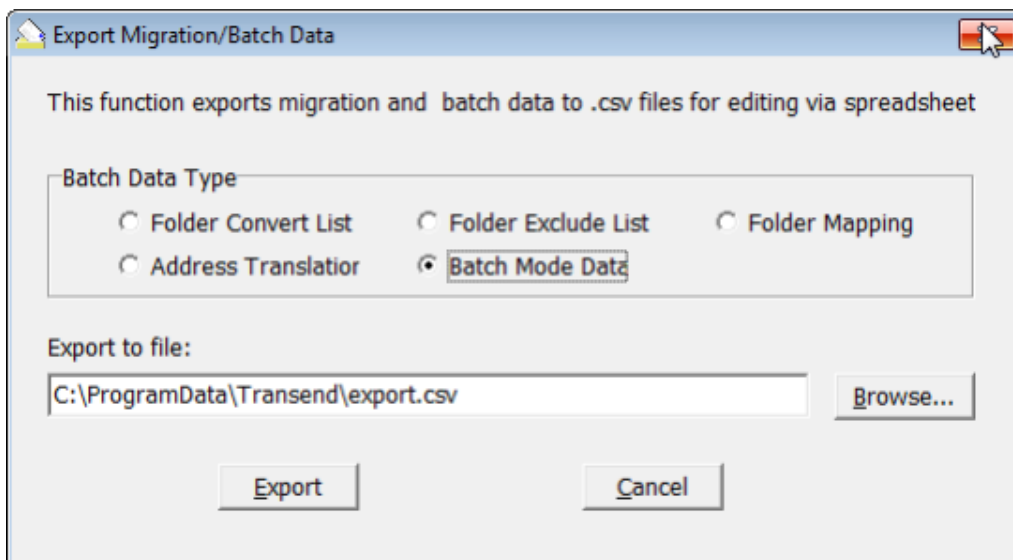 Export Migration/Batch Data
This function exports migration and batch data to .csv files for editing via spreadsheet
Batch Data Type
Folder Convert List Folder Exclude List Folder Mapping
Address Translation Batch Mode Data
Export to file:
C:\ProgramData\Transend\export.csv Browse...
Export Cancel